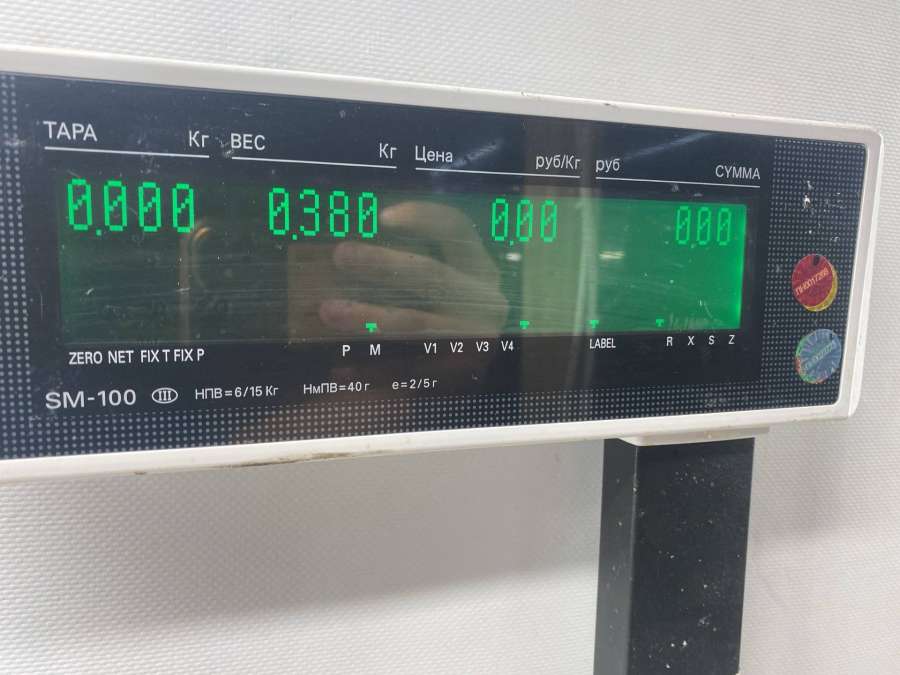 ТАРА Кг ВЕС Кг Цена руб/Кг руб СУММА
0.000 0.380 0.00 0.00
ZERO NET FIX T FIX P P M V1 V2 V3 V4 LABEL R X S Z
SM-100 III НПВ=6/15 Кг НмПВ=40 г e=2/5 г